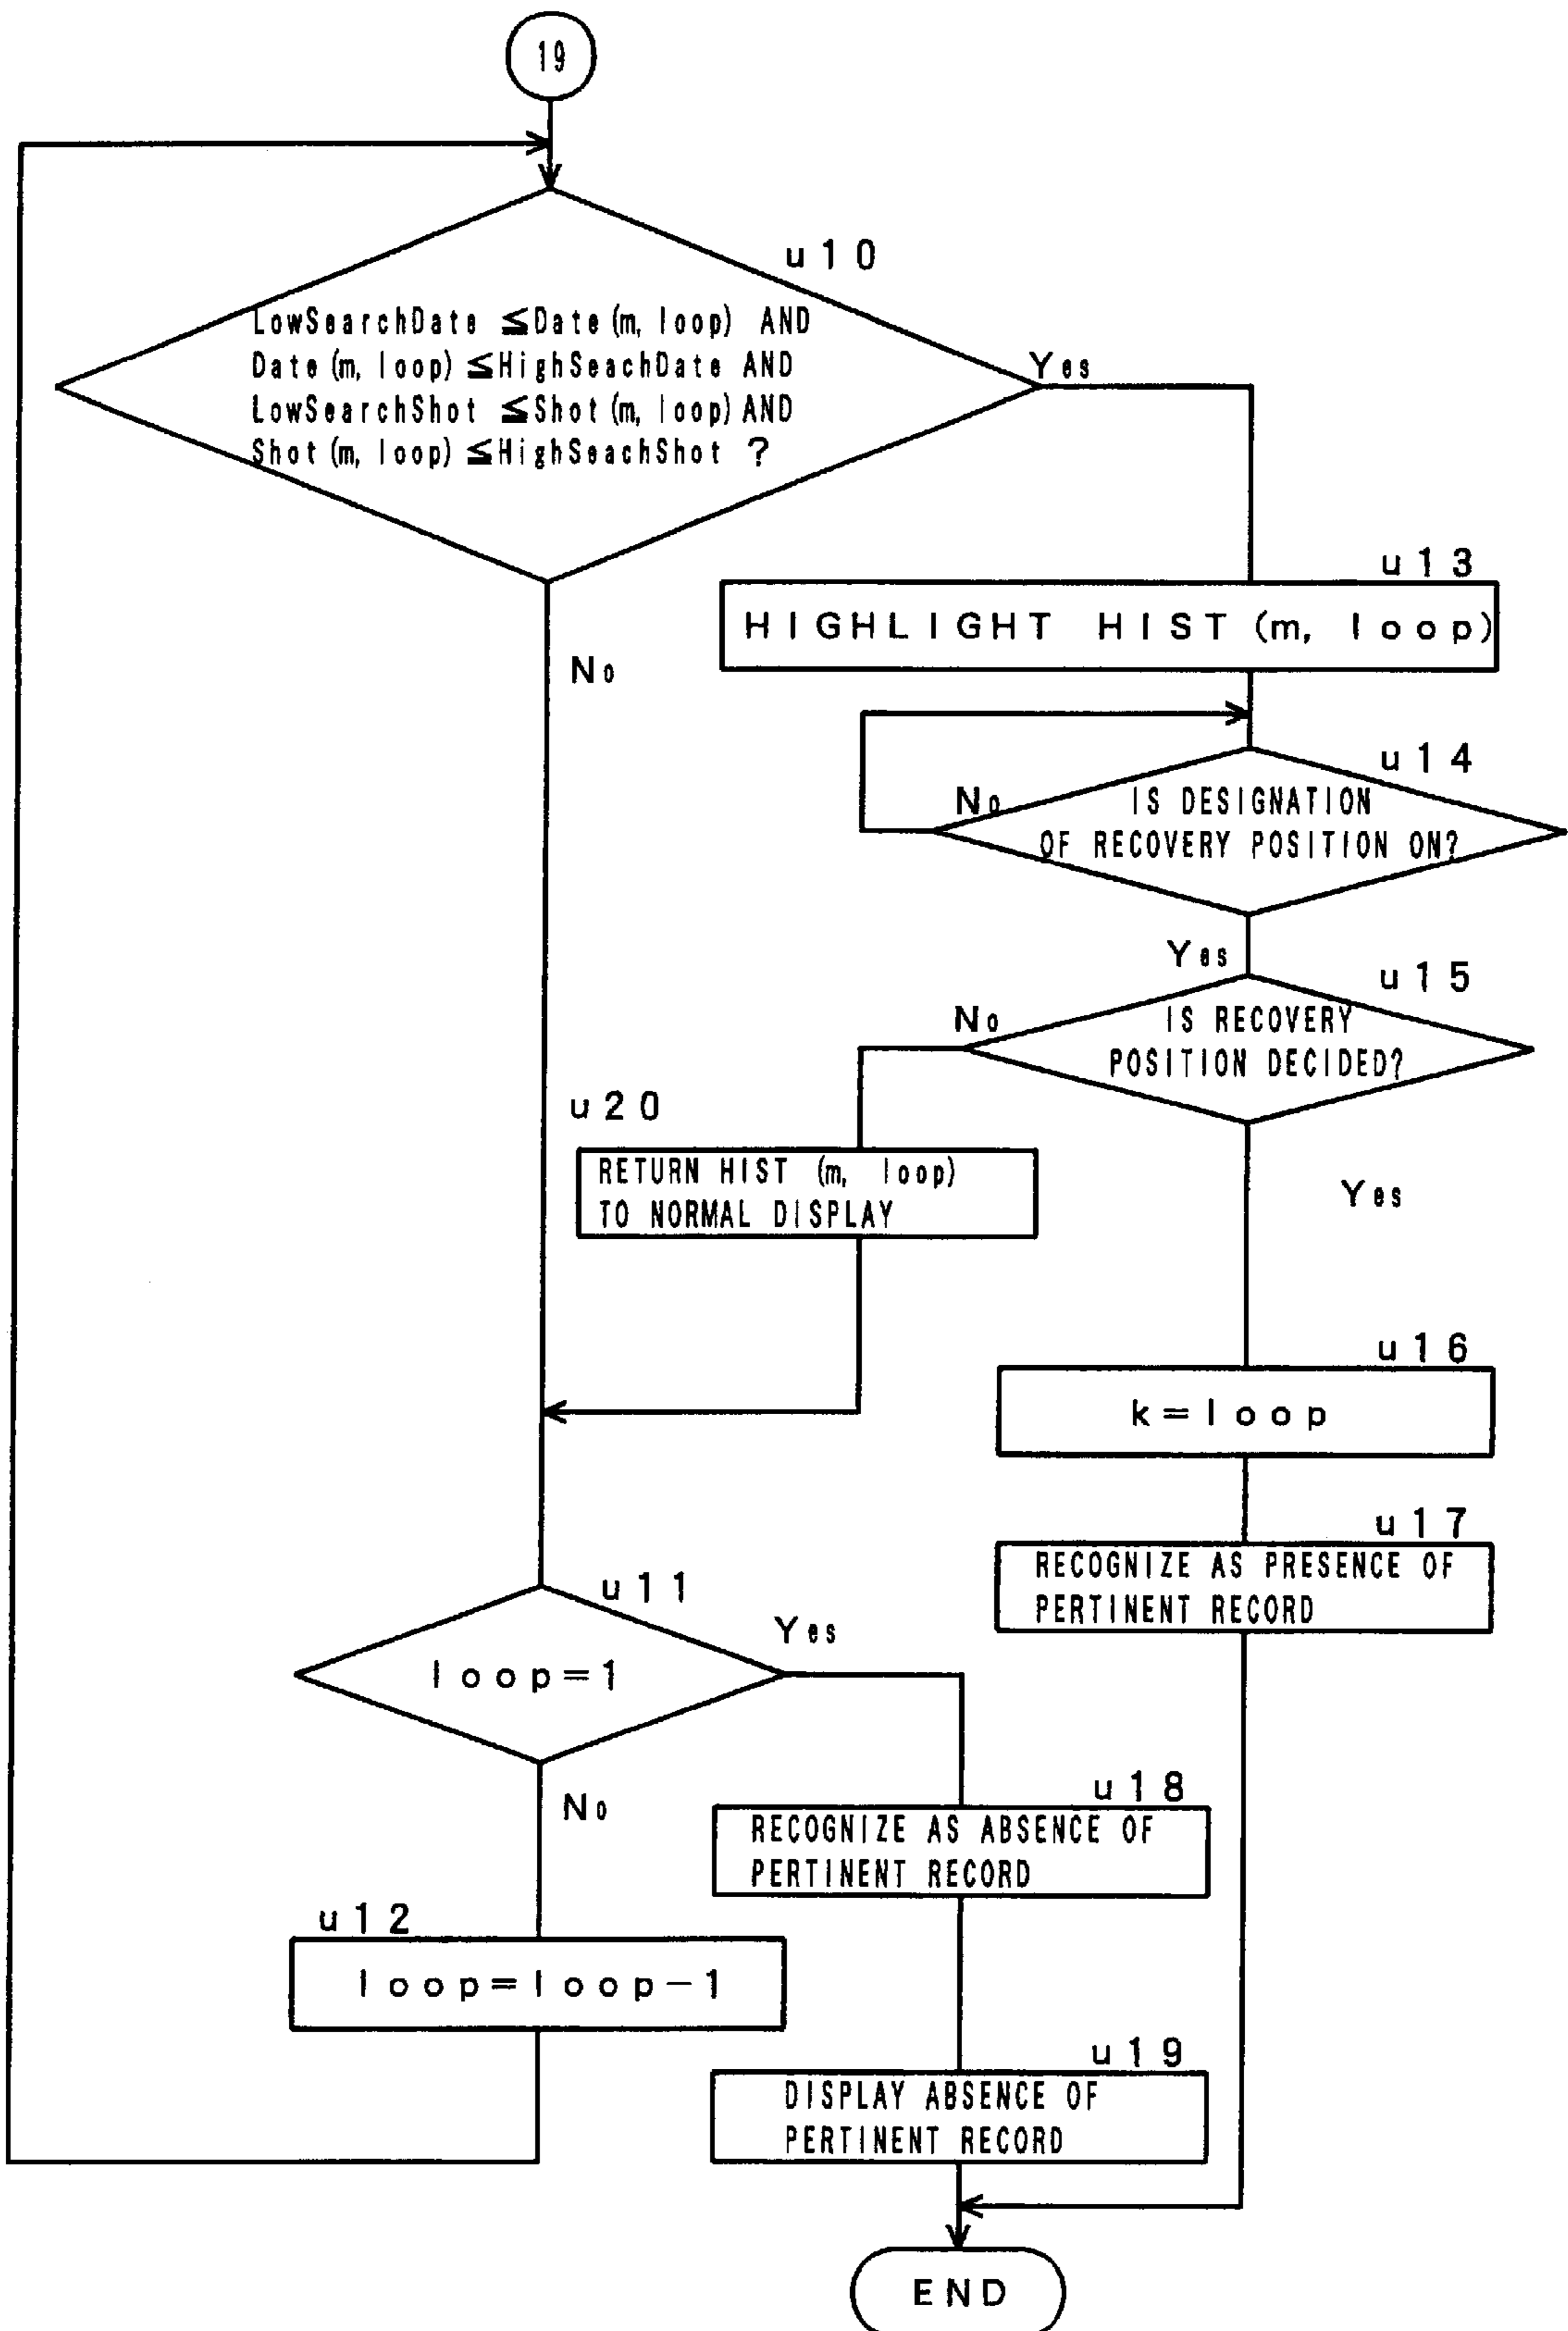 19
u10
LowSearchDate ≦Date(m, loop) AND
Date(m, loop) ≦HighSeachDate AND
LowSearchShot ≦Shot(m, loop) AND
Shot(m, loop) ≦HighSeachShot ?
Yes
No
u13
HIGHLIGHT HIST (m, loop)
u14
No
IS DESIGNATION
OF RECOVERY POSITION ON?
Yes
u15
No
IS RECOVERY
POSITION DECIDED?
Yes
u20
RETURN HIST (m, loop)
TO NORMAL DISPLAY
u16
k=loop
u17
RECOGNIZE AS PRESENCE OF
PERTINENT RECORD
u11
loop=1
Yes
No
u18
RECOGNIZE AS ABSENCE OF
PERTINENT RECORD
u12
loop=loop-1
u19
DISPLAY ABSENCE OF
PERTINENT RECORD
END